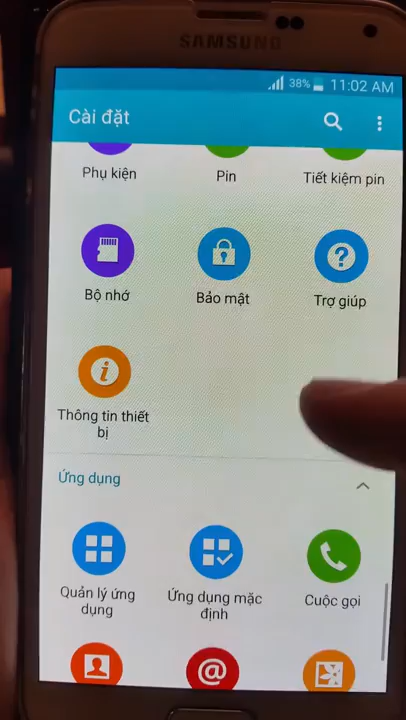 SAMSUNG
38% 11:02 AM
Cài đặt
Phụ kiện Pin Tiết kiệm pin
Bộ nhớ Bảo mật Trợ giúp
Thông tin thiết
bị
Ứng dụng
Quản lý ứng
dụng
Ứng dụng mặc
định
Cuộc gọi